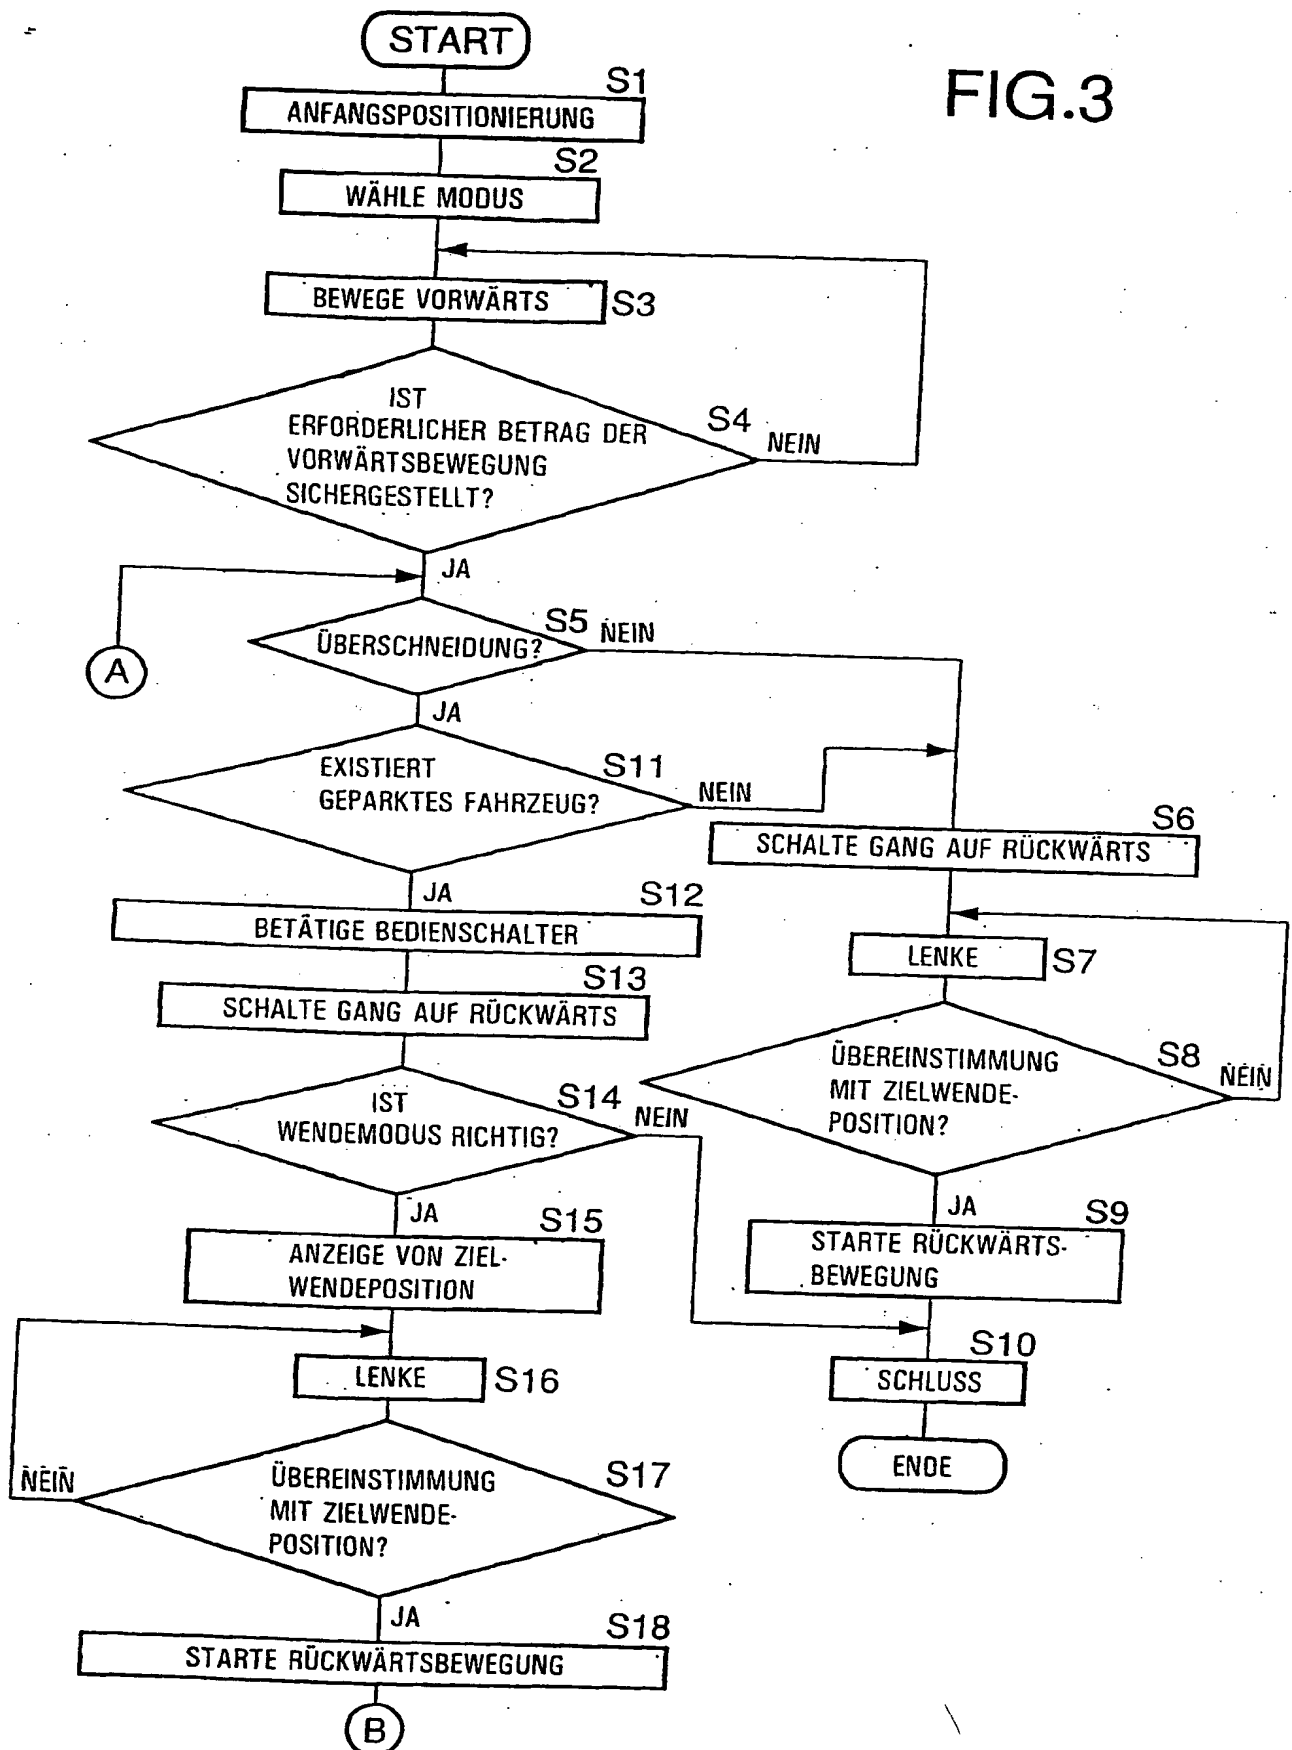 START
FIG.3
S1
ANFANGSPOSITIONIERUNG
S2
WÄHLE MODUS
BEWEGE VORWÄRTS
S3
IST
ERFORDERLICHER BETRAG DER
VORWÄRTSBEWEGUNG
SICHERGESTELLT?
S4
NEIN
JA
A
ÜBERSCHNEIDUNG?
S5
NEIN
JA
EXISTIERT
GEPARKTES FAHRZEUG?
S11
NEIN
S6
SCHALTE GANG AUF RÜCKWÄRTS
JA
S12
BETÄTIGE BEDIENSCHALTER
LENKE
S7
S13
SCHALTE GANG AUF RÜCKWÄRTS
ÜBEREINSTIMMUNG
MIT ZIELWENDE-
POSITION?
S8
NEIN
IST
WENDEMODUS RICHTIG?
S14
NEIN
JA
JA
S15
ANZEIGE VON ZIEL-
WENDEPOSITION
S9
STARTE RÜCKWÄRTS-
BEWEGUNG
LENKE
S16
S10
SCHLUSS
ENDE
NEIN
ÜBEREINSTIMMUNG
MIT ZIELWENDE-
POSITION?
S17
JA
S18
STARTE RÜCKWÄRTSBEWEGUNG
B